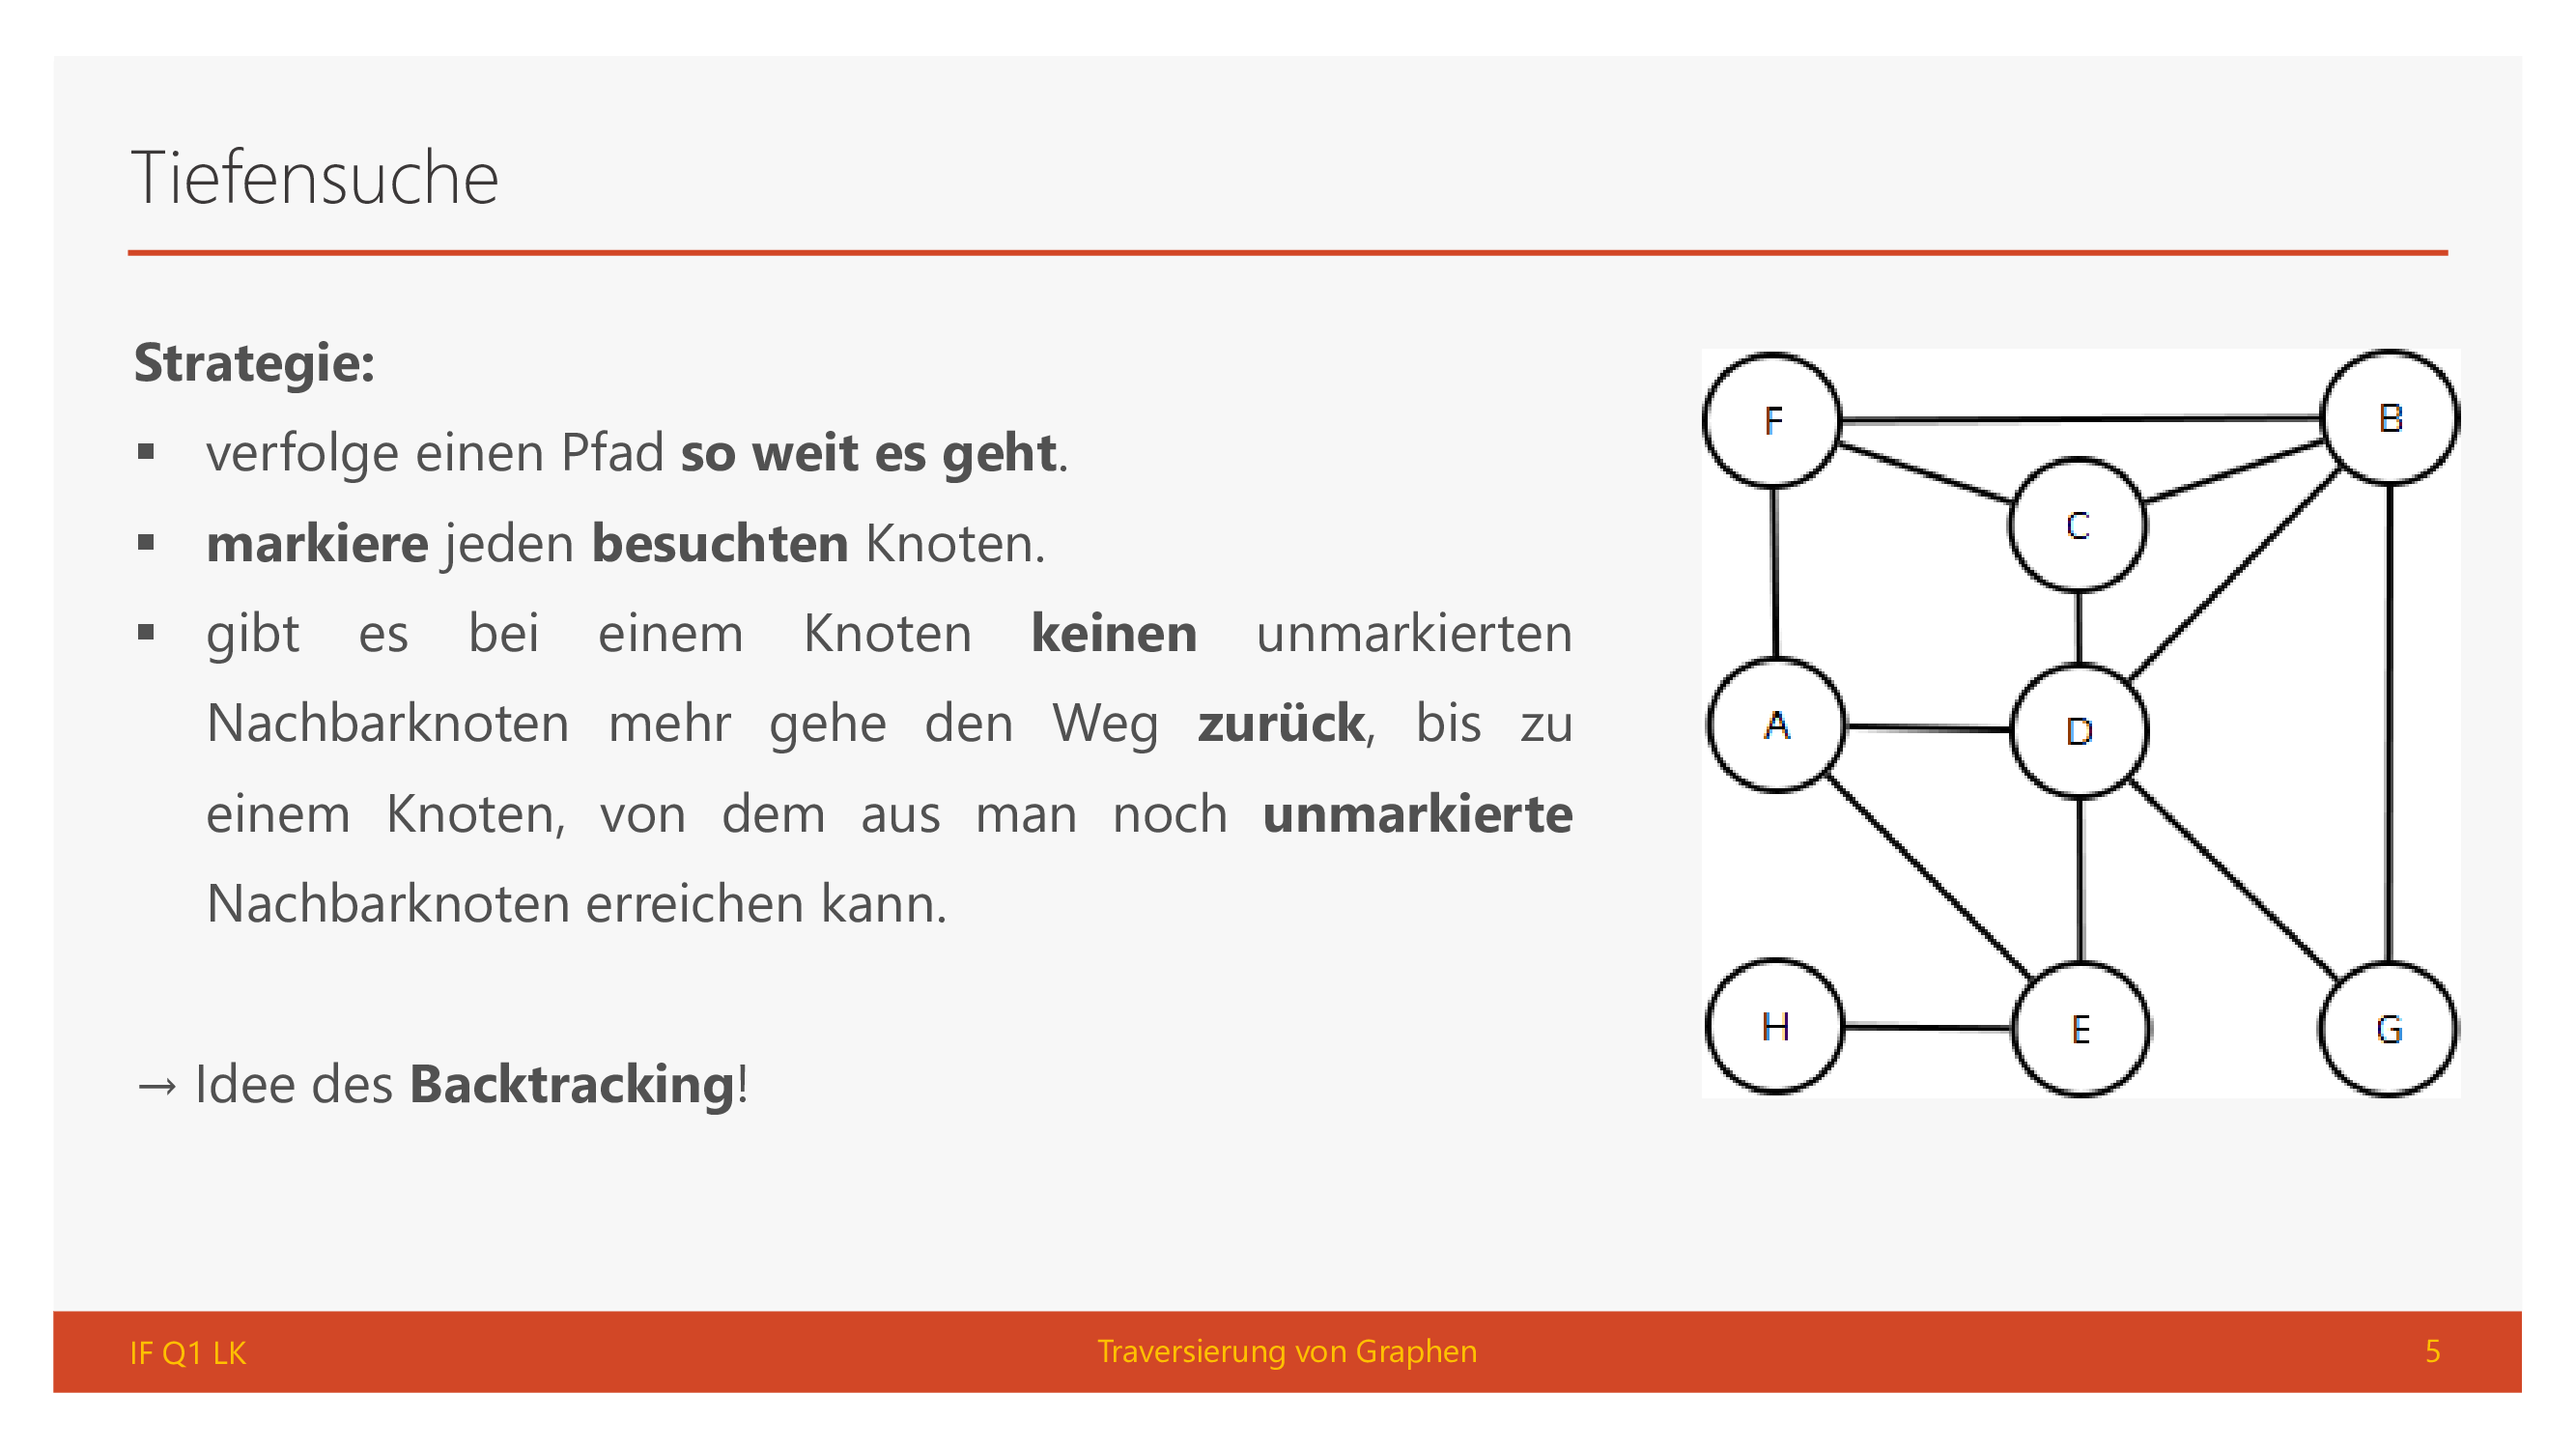 Tiefensuche
Strategie:
▪ verfolge einen Pfad so weit es geht.
▪ markiere jeden besuchten Knoten.
▪ gibt es bei einem Knoten keinen unmarkierten
Nachbarknoten mehr gehe den Weg zurück, bis zu
einem Knoten, von dem aus man noch unmarkierte
Nachbarknoten erreichen kann.
→ Idee des Backtracking!
F
B
C
A
D
H
E
G
IF Q1 LK
Traversierung von Graphen
5